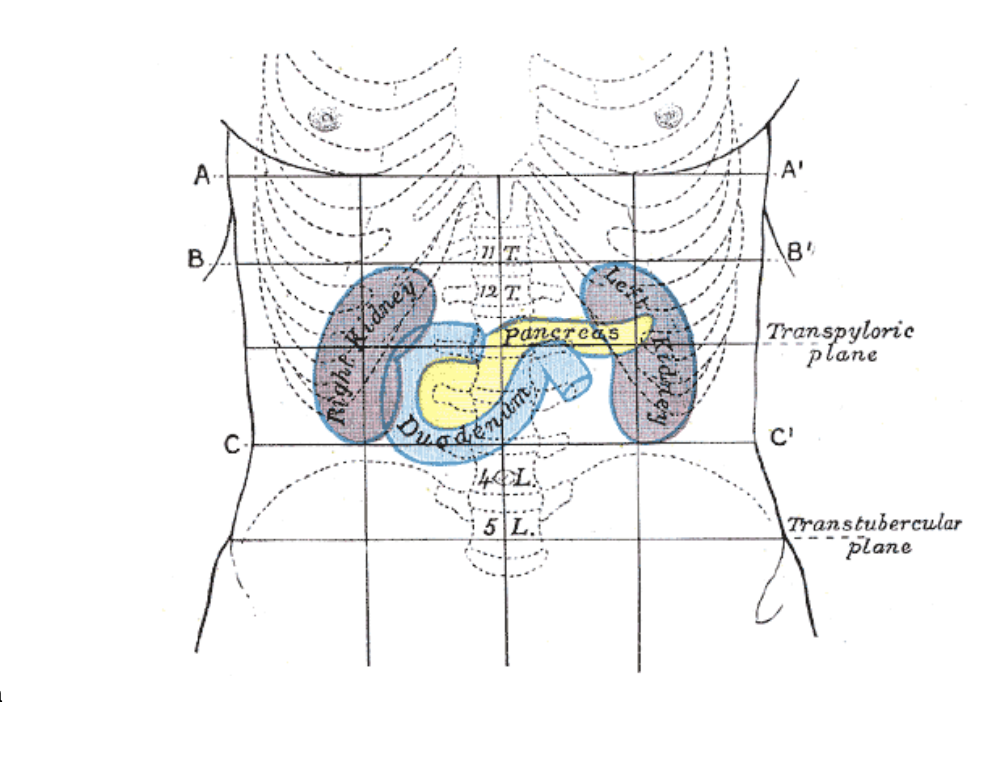 A
A'
B
B'
11 T.
12 T.
Left Kidney
Right Kidney
Pancreas
Transpyloric
plane
Duodenum
C
C'
4 L.
5 L.
Transtubercular
plane